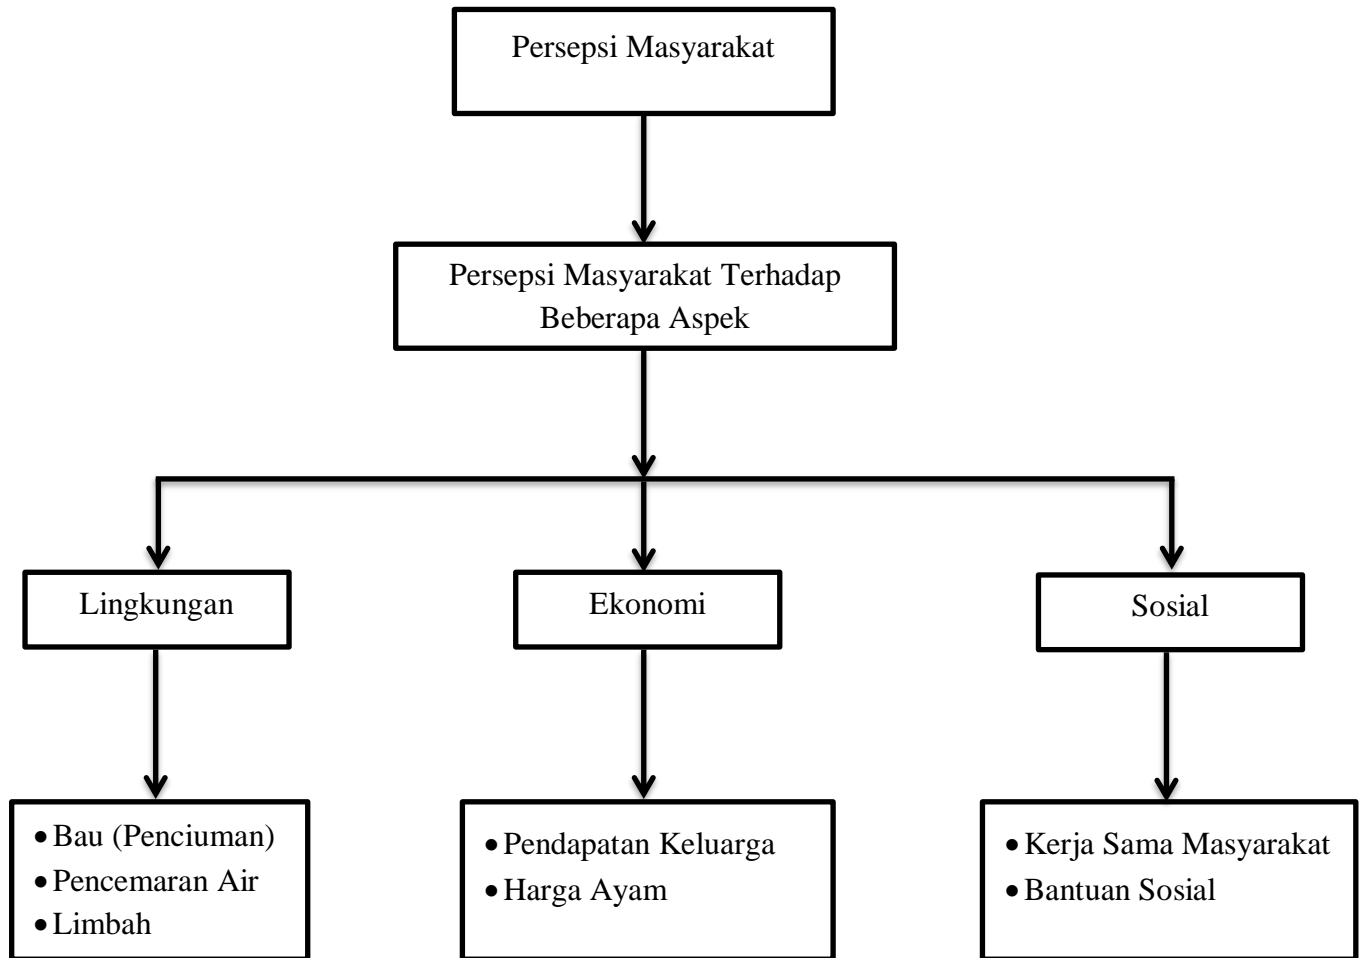 Persepsi Masyarakat
Persepsi Masyarakat Terhadap
Beberapa Aspek
Lingkungan
Ekonomi
Sosial
• Bau (Penciuman)
• Pencemaran Air
• Limbah
• Pendapatan Keluarga
• Harga Ayam
• Kerja Sama Masyarakat
• Bantuan Sosial